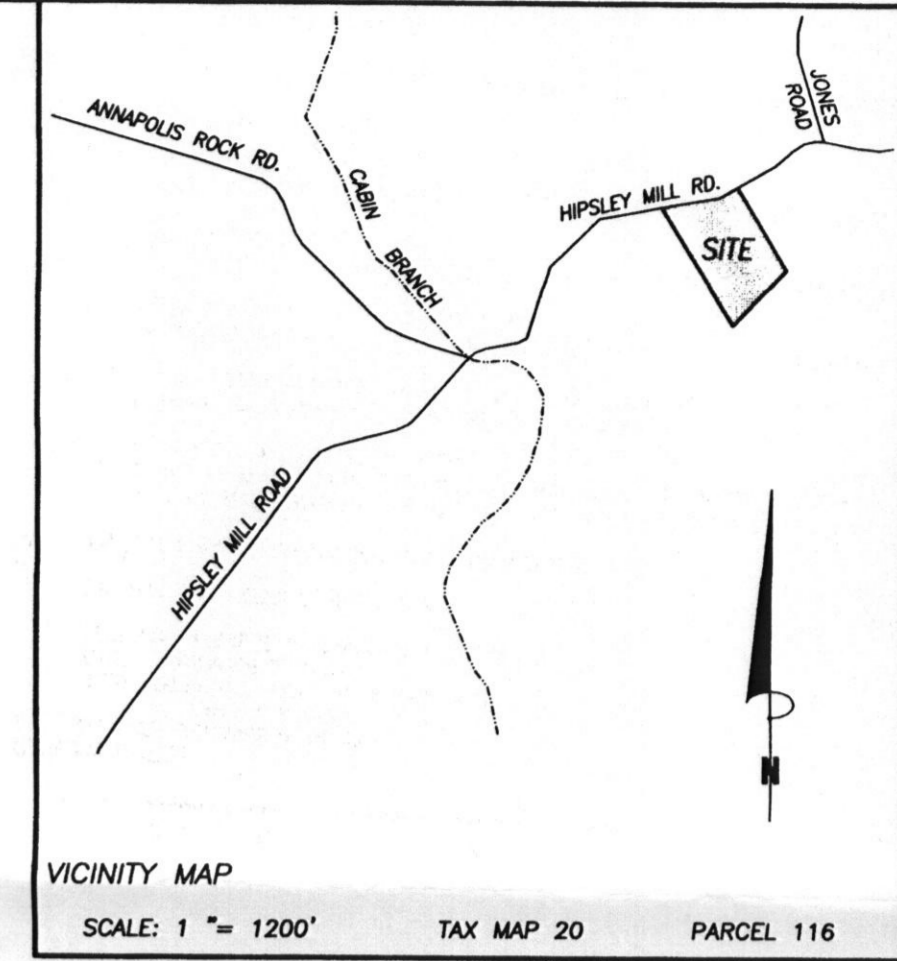 ANNAPOLIS ROCK RD.
CABIN
BRANCH
JONES
ROAD
HIPSLEY MILL RD.
SITE
HIPSLEY MILL ROAD
N
VICINITY MAP
SCALE: 1 "= 1200' TAX MAP 20 PARCEL 116